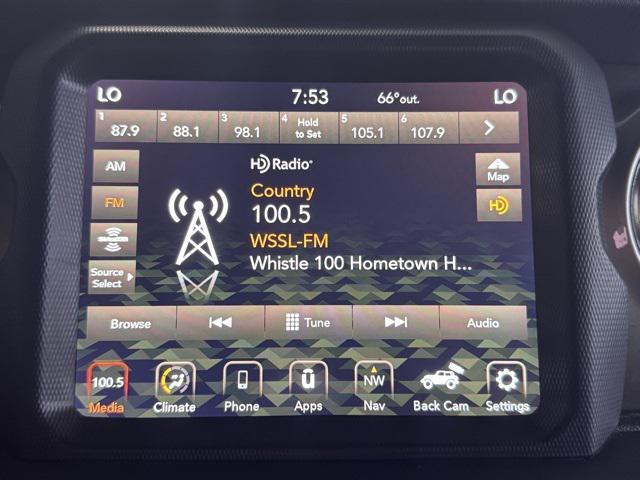 LO 7:53 66°out. LO
1 87.9 2 88.1 3 98.1 4 Hold to Set 5 105.1 6 107.9
AM
HD Radio
Map
Country
FM
100.5
HD
WSSL-FM
SiriusXM
Whistle 100 Hometown H...
Source
Select
Browse Tune Audio
100.5 u NW
Media Climate Phone Apps Nav Back Cam Settings